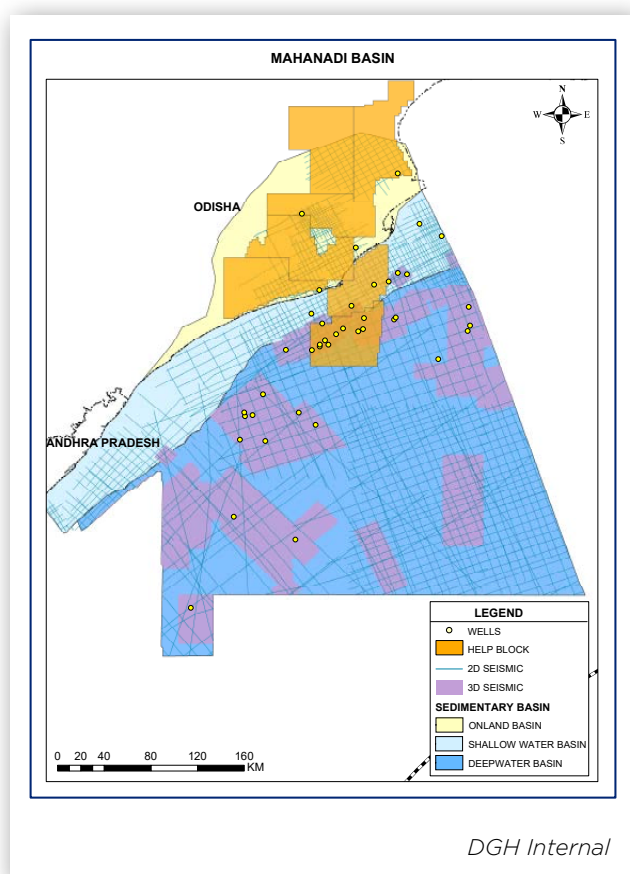 MAHANADI BASIN
N
W E
S
ODISHA
ANDHRA PRADESH
LEGEND
WELLS
HELP BLOCK
2D SEISMIC
3D SEISMIC
SEDIMENTARY BASIN
ONLAND BASIN
SHALLOW WATER BASIN
DEEPWATER BASIN
0 20 40 80 120 160
KM
DGH Internal